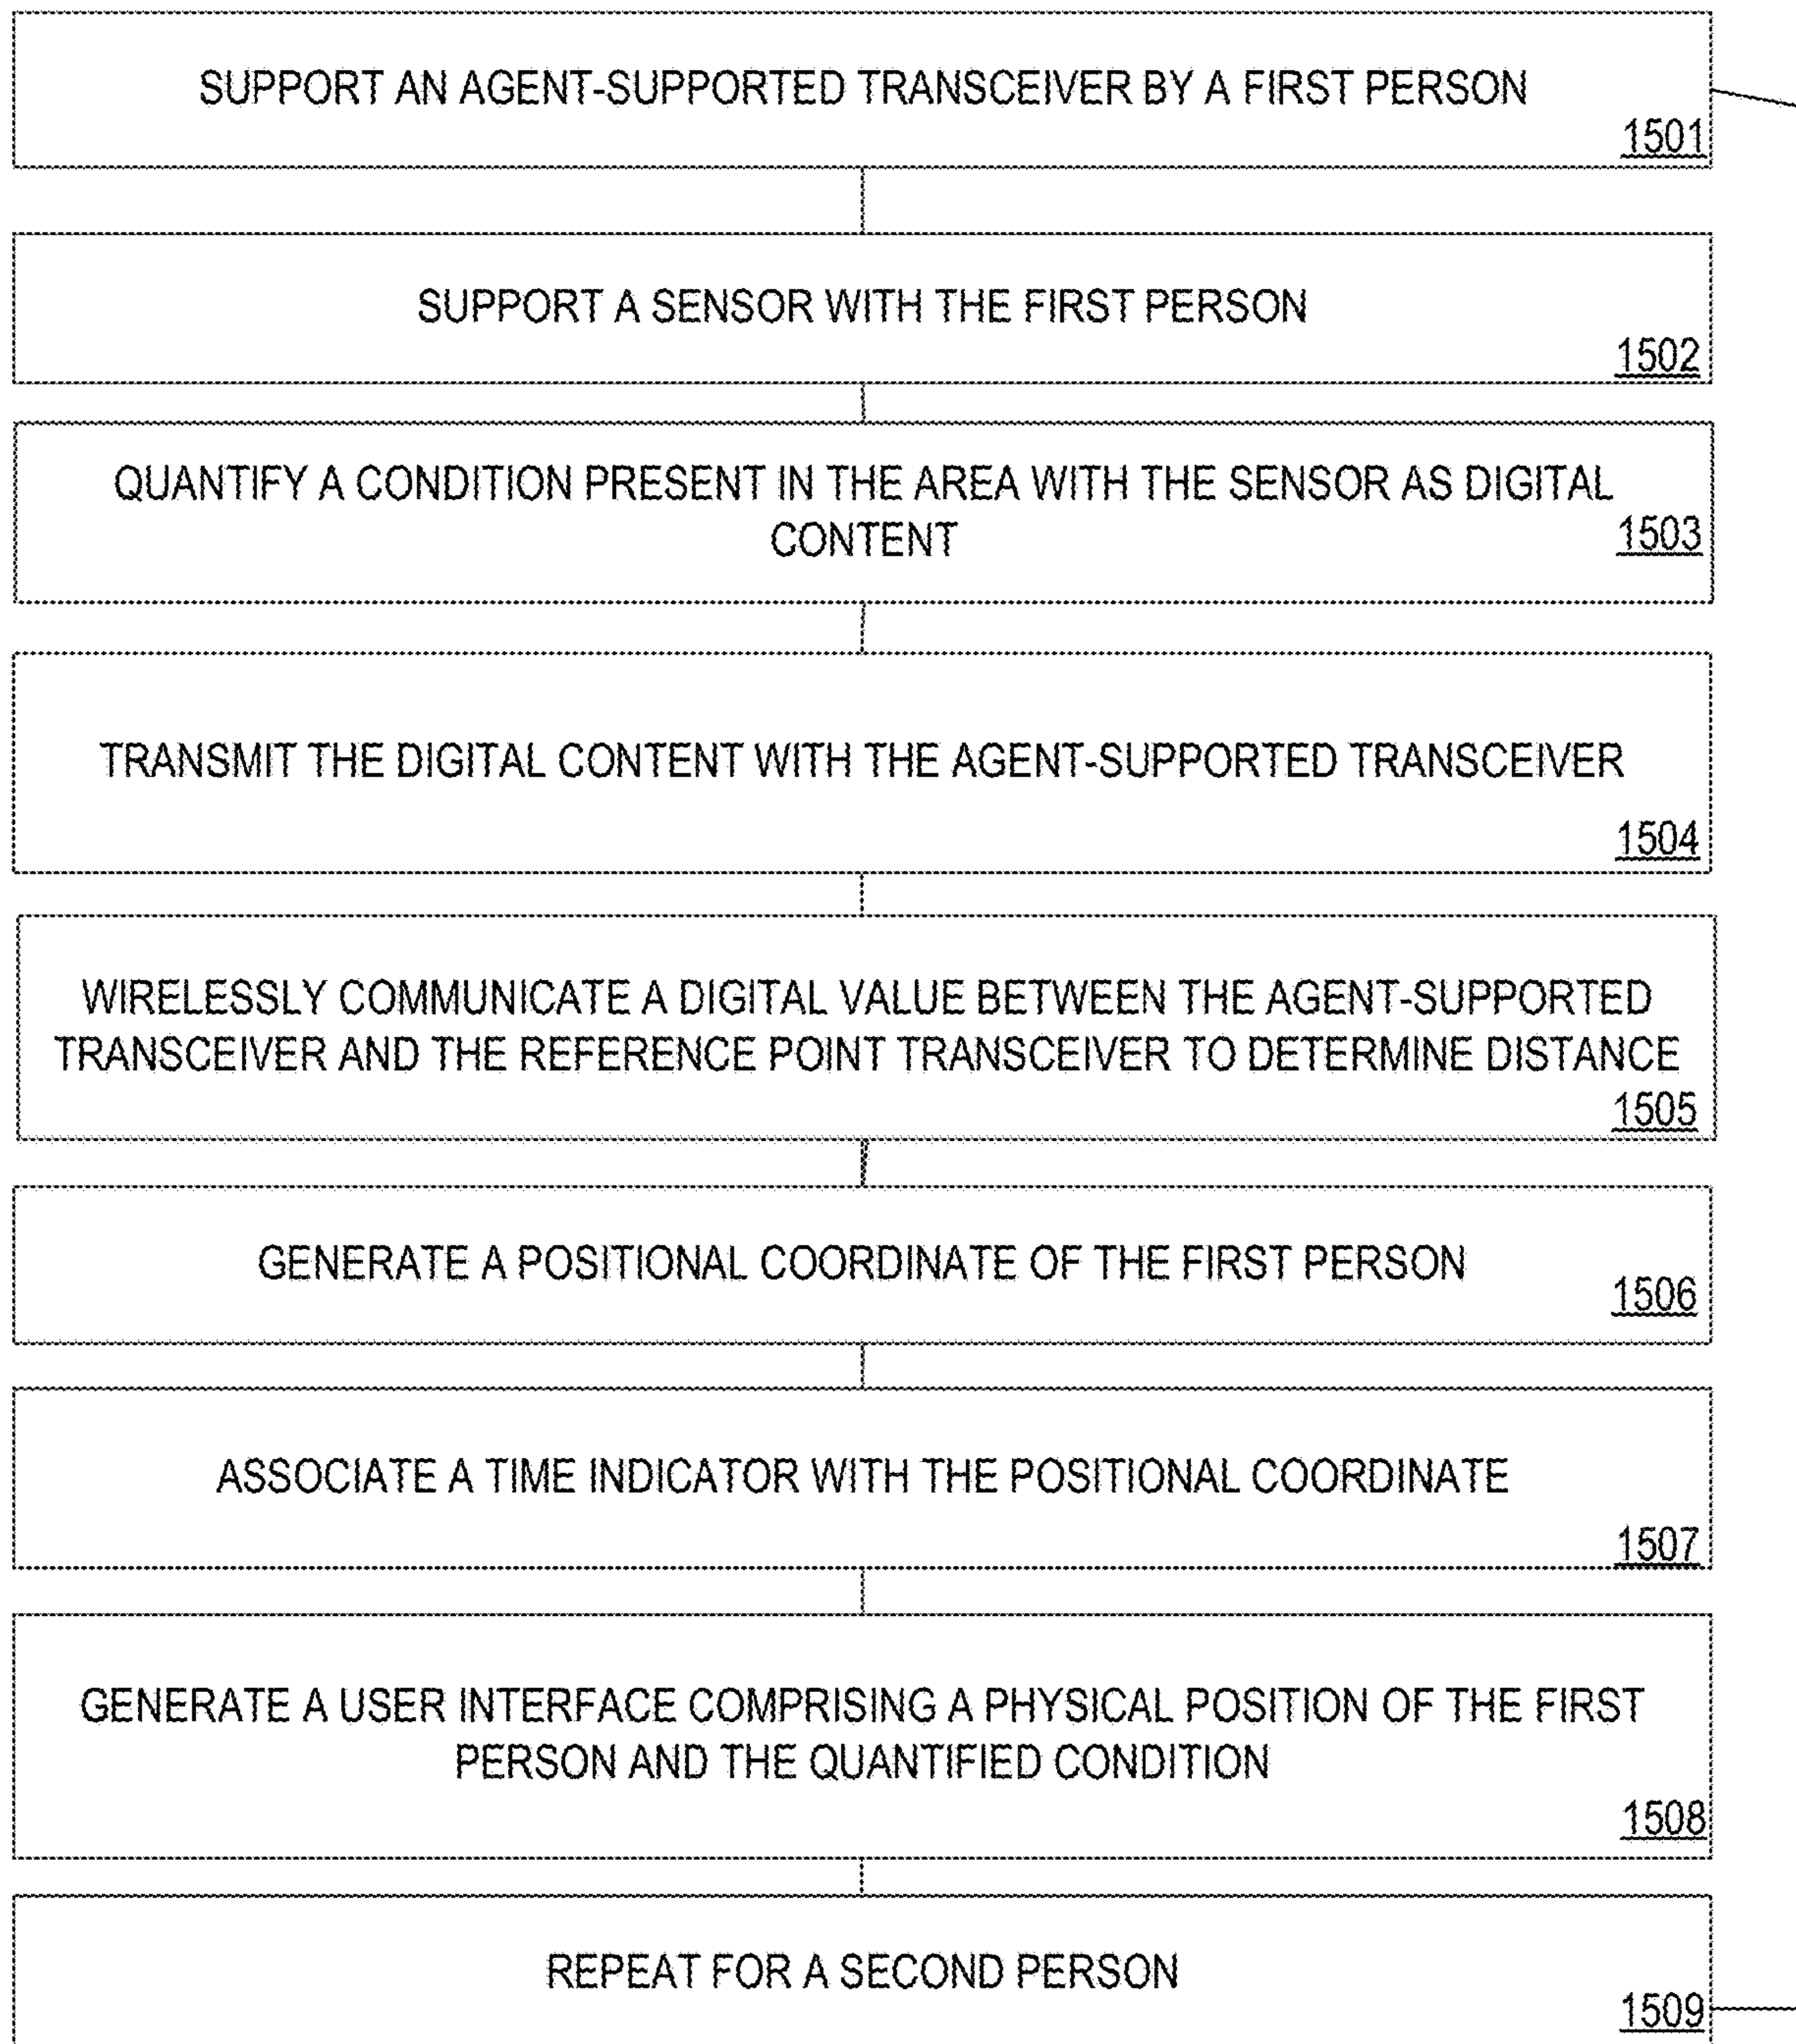 SUPPORT AN AGENT-SUPPORTED TRANSCEIVER BY A FIRST PERSON
1501
SUPPORT A SENSOR WITH THE FIRST PERSON
1502
QUANTIFY A CONDITION PRESENT IN THE AREA WITH THE SENSOR AS DIGITAL
CONTENT
1503
TRANSMIT THE DIGITAL CONTENT WITH THE AGENT-SUPPORTED TRANSCEIVER
1504
WIRELESSLY COMMUNICATE A DIGITAL VALUE BETWEEN THE AGENT-SUPPORTED
TRANSCEIVER AND THE REFERENCE POINT TRANSCEIVER TO DETERMINE DISTANCE
1505
GENERATE A POSITIONAL COORDINATE OF THE FIRST PERSON
1506
ASSOCIATE A TIME INDICATOR WITH THE POSITIONAL COORDINATE
1507
GENERATE A USER INTERFACE COMPRISING A PHYSICAL POSITION OF THE FIRST
PERSON AND THE QUANTIFIED CONDITION
1508
REPEAT FOR A SECOND PERSON
1509